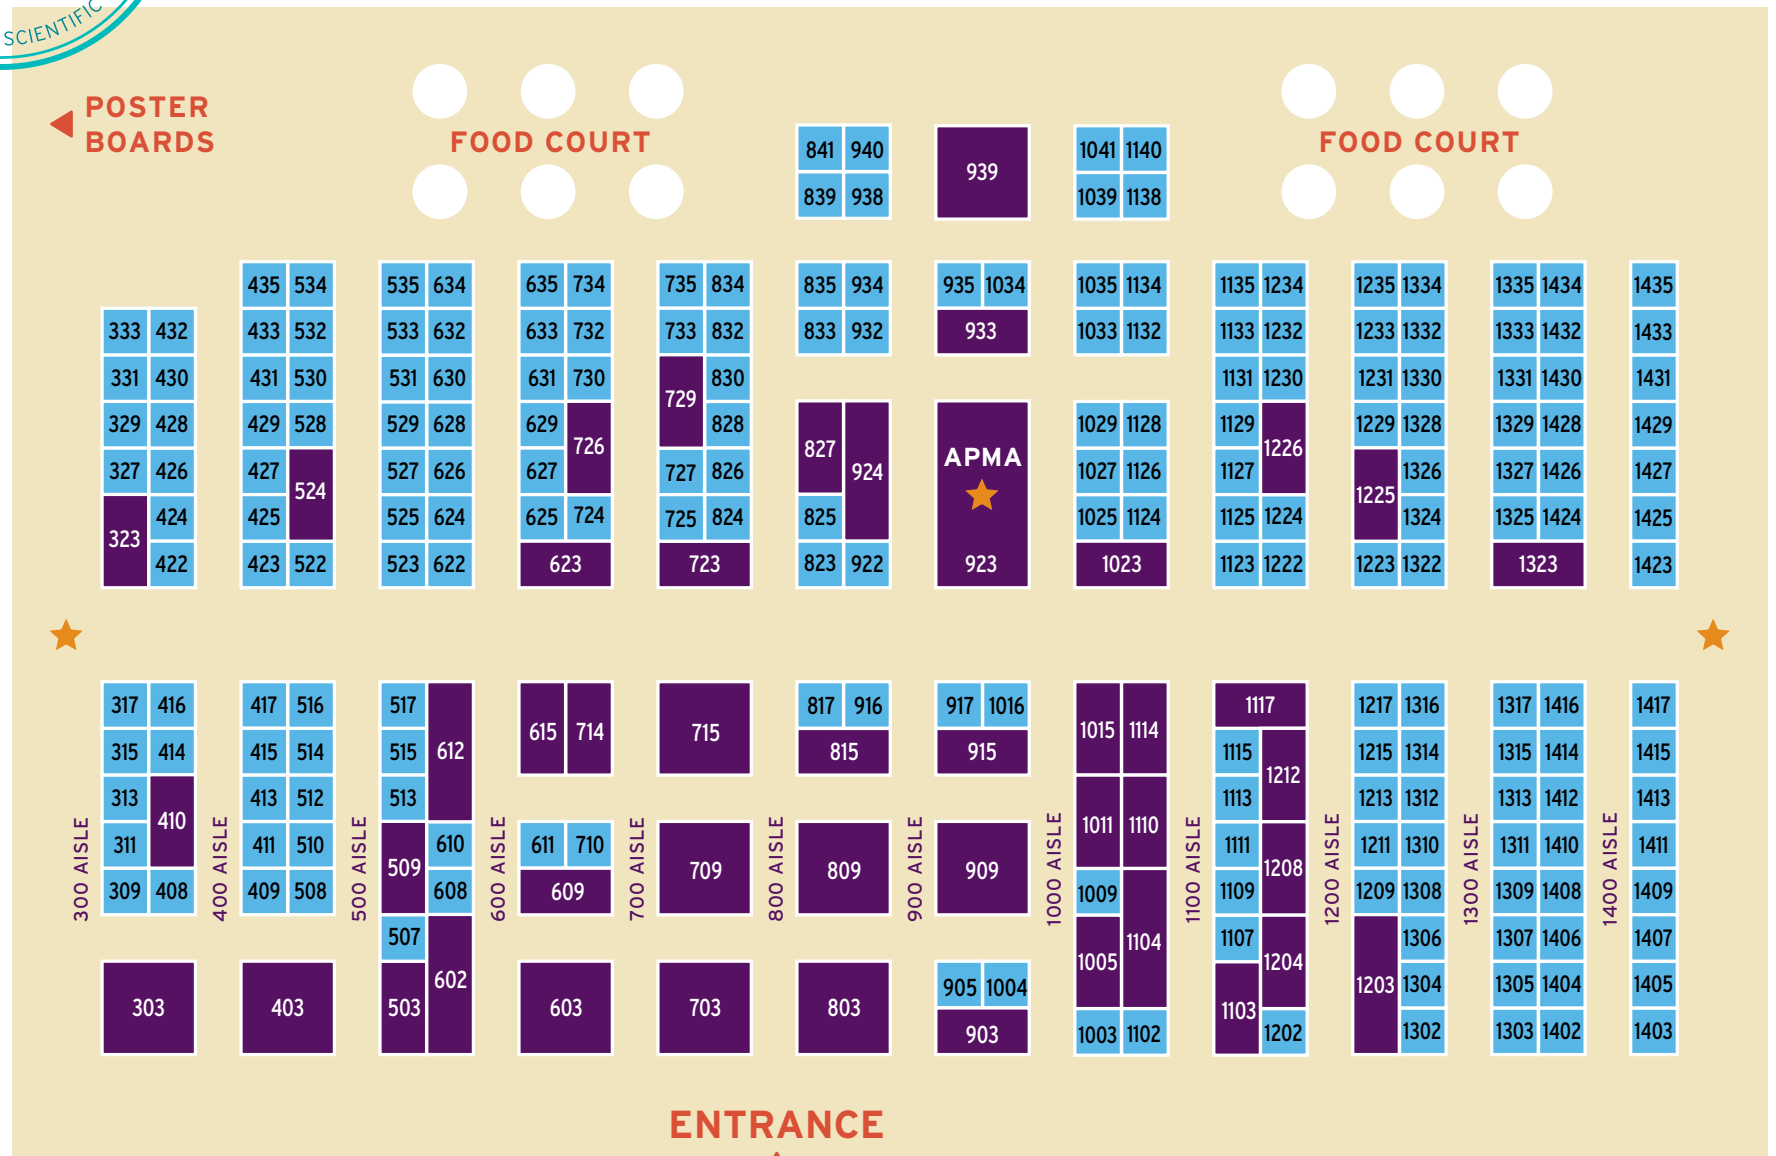 SCIENTIFIC
POSTER
BOARDS
FOOD COURT
FOOD COURT
841 940 939 1041 1140
839 938 1039 1138
435 534 535 634 635 734 735 834 835 934 935 1034 1035 1134 1135 1234 1235 1334 1335 1434 1435
333 432 433 532 533 632 633 732 733 832 833 932 933 1033 1132 1133 1232 1233 1332 1333 1432 1433
331 430 431 530 531 630 631 730 729 830 1131 1230 1231 1330 1331 1430 1431
329 428 429 528 529 628 629 726 828 827 924 APMA 1029 1128 1129 1226 1229 1328 1329 1428 1429
327 426 427 524 527 626 627 727 826 1027 1126 1127 1225 1326 1327 1426 1427
323 424 425 525 624 625 724 725 824 825 1025 1124 1125 1224 1324 1325 1424 1425
422 423 522 523 622 623 723 823 922 923 1023 1123 1222 1223 1322 1323 1423
317 416 417 516 517 612 615 714 715 817 916 917 1016 1015 1114 1117 1217 1316 1317 1416 1417
315 414 415 514 515 815 915 1115 1212 1215 1314 1315 1414 1415
313 410 413 512 513 1011 1110 1113 1213 1312 1313 1412 1413
311 411 510 509 610 611 710 709 809 909 1111 1208 1211 1310 1311 1410 1411
309 408 409 508 608 609 1009 1104 1109 1209 1308 1309 1408 1409
507 602 1005 1107 1204 1203 1306 1307 1406 1407
303 403 503 603 703 803 905 1004 1103 1304 1305 1404 1405
903 1003 1102 1202 1302 1303 1402 1403
300 AISLE
400 AISLE
500 AISLE
600 AISLE
700 AISLE
800 AISLE
900 AISLE
1000 AISLE
1100 AISLE
1200 AISLE
1300 AISLE
1400 AISLE
ENTRANCE